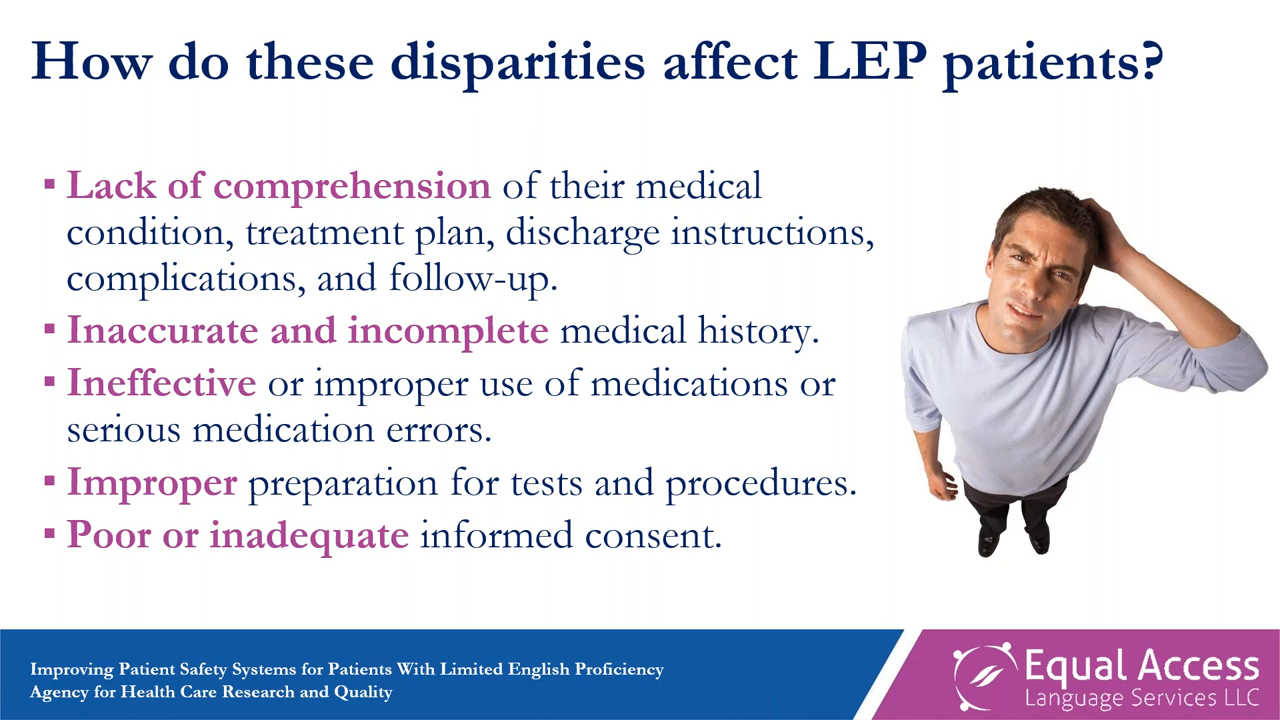 How do these disparities affect LEP patients?
▪ Lack of comprehension of their medical
condition, treatment plan, discharge instructions,
complications, and follow-up.
▪ Inaccurate and incomplete medical history.
▪ Ineffective or improper use of medications or
serious medication errors.
▪ Improper preparation for tests and procedures.
▪ Poor or inadequate informed consent.
Improving Patient Safety Systems for Patients With Limited English Proficiency
Agency for Health Care Research and Quality
Equal Access
Language Services LLC